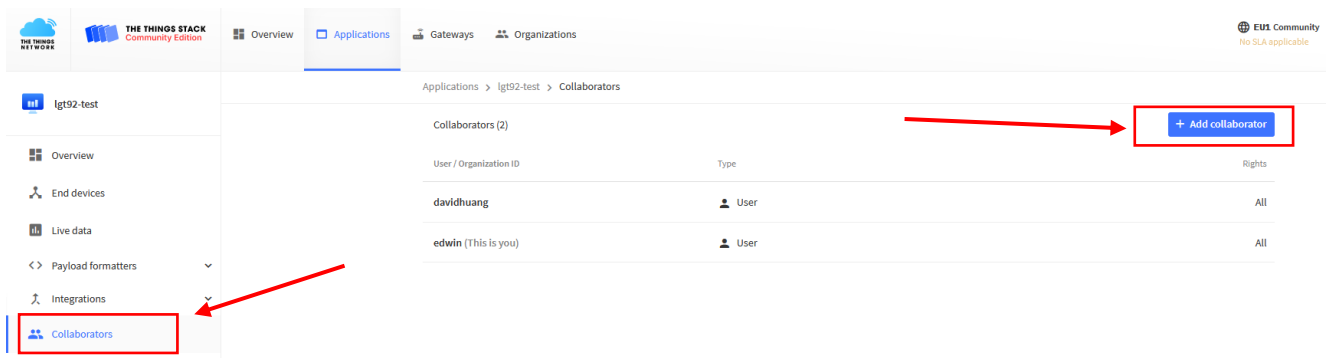 THE THINGS
NETWORK
THE THINGS STACK
Community Edition
Overview
Applications
Gateways
Organizations
EU1 Community
No SLA applicable
lgt92-test
Applications > lgt92-test > Collaborators
Collaborators (2)
+ Add collaborator
User / Organization ID Type Rights
davidhuang User All
edwin (This is you) User All
Overview
End devices
Live data
Payload formatters
Integrations
Collaborators